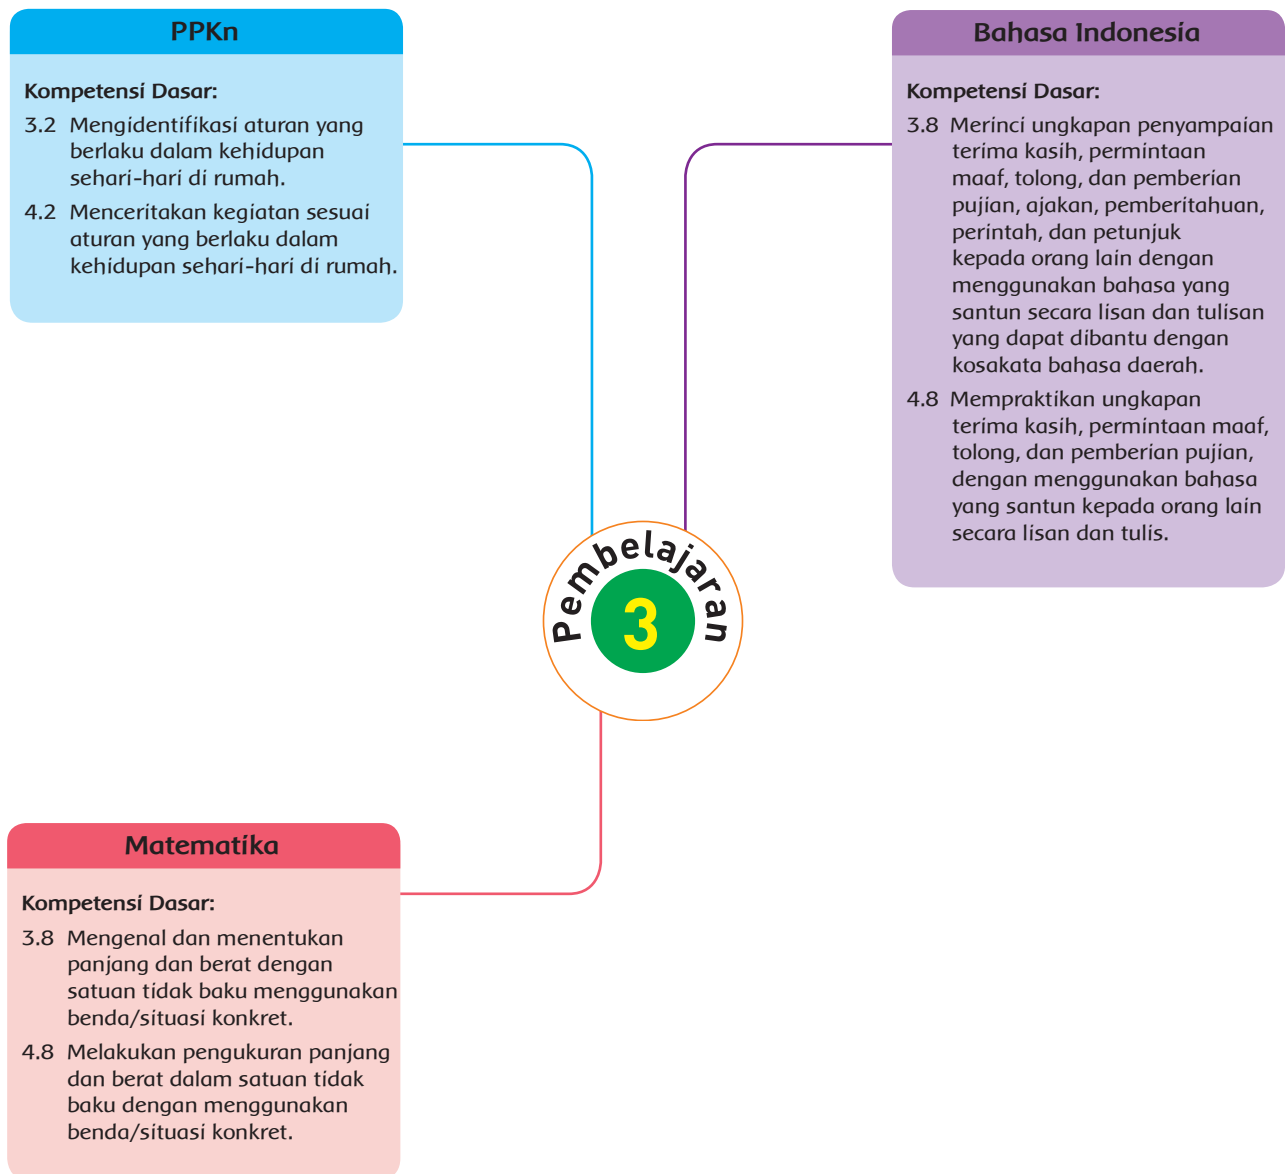 PPKn
Kompetensi Dasar:
3.2 Mengidentifikasi aturan yang
berlaku dalam kehidupan
sehari-hari di rumah.
4.2 Menceritakan kegiatan sesuai
aturan yang berlaku dalam
kehidupan sehari-hari di rumah.
Bahasa Indonesia
Kompetensi Dasar:
3.8 Merinci ungkapan penyampaian
terima kasih, permintaan
maaf, tolong, dan pemberian
pujian, ajakan, pemberitahuan,
perintah, dan petunjuk
kepada orang lain dengan
menggunakan bahasa yang
santun secara lisan dan tulisan
yang dapat dibantu dengan
kosakata bahasa daerah.
4.8 Mempraktikan ungkapan
terima kasih, permintaan maaf,
tolong, dan pemberian pujian,
dengan menggunakan bahasa
yang santun kepada orang lain
secara lisan dan tulis.
Pembelajaran
3
Matematika
Kompetensi Dasar:
3.8 Mengenal dan menentukan
panjang dan berat dengan
satuan tidak baku menggunakan
benda/situasi konkret.
4.8 Melakukan pengukuran panjang
dan berat dalam satuan tidak
baku dengan menggunakan
benda/situasi konkret.